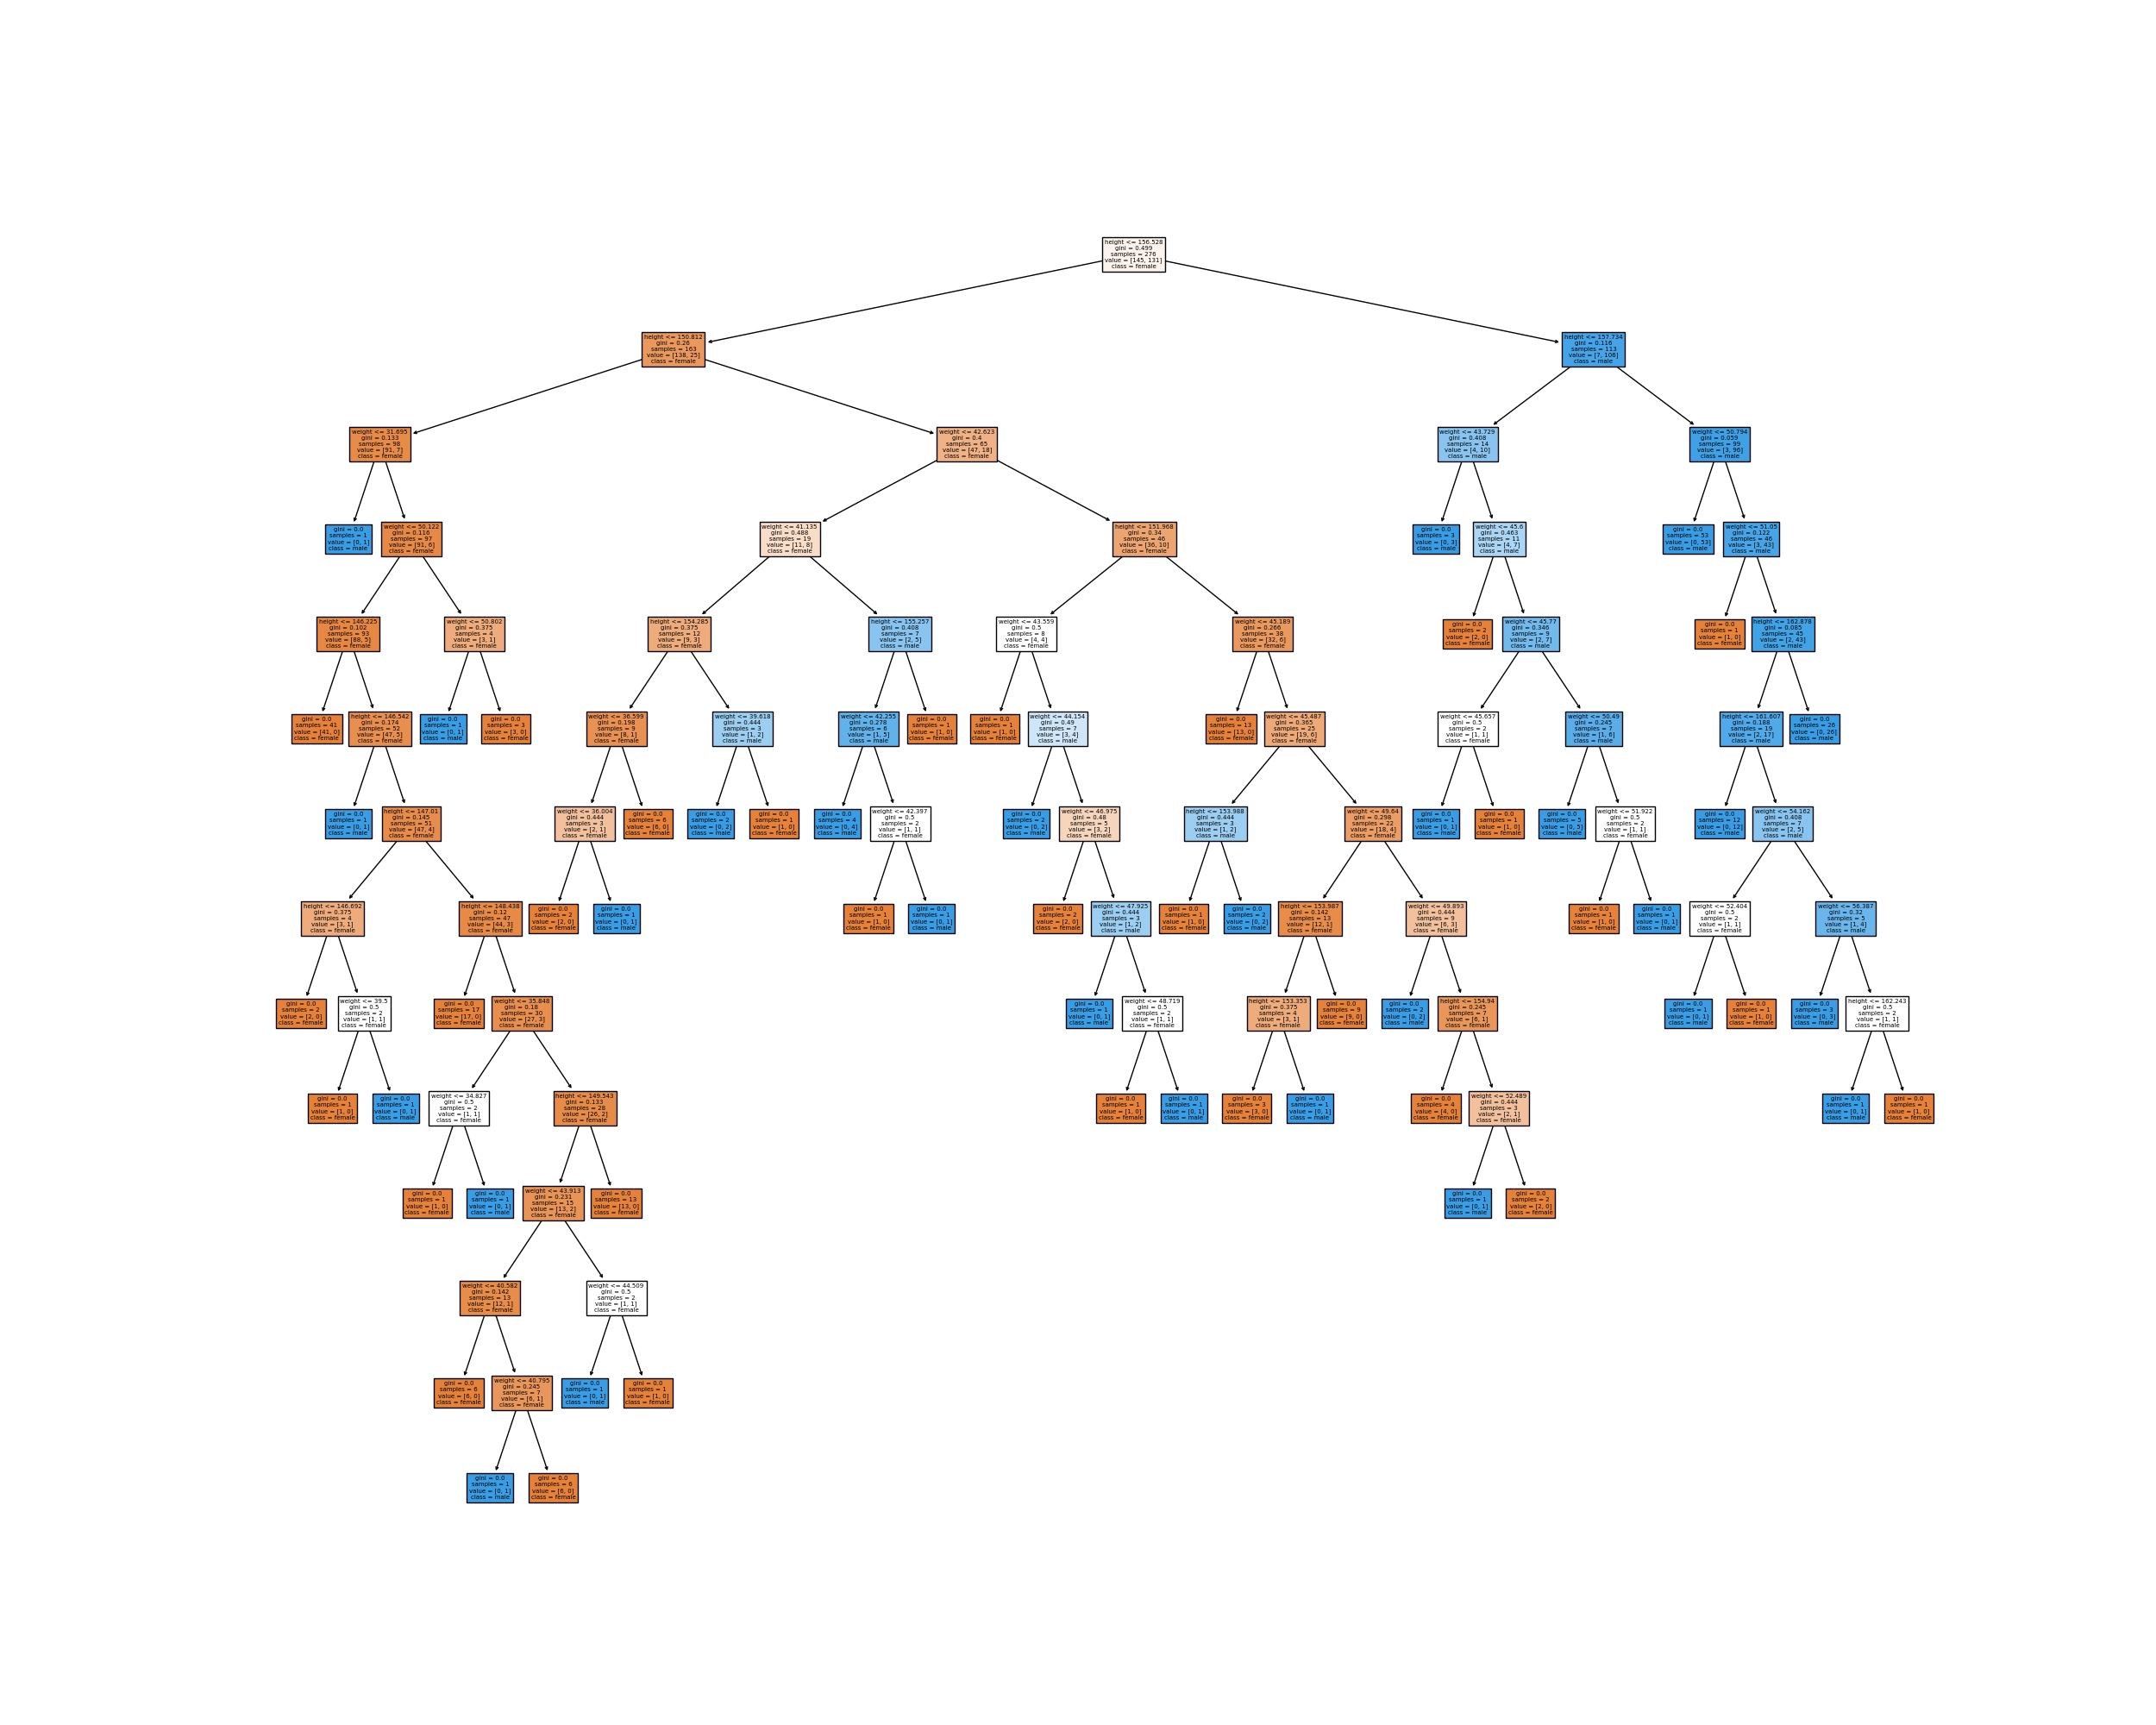 height <= 156.528
gini = 0.499
samples = 276
value = [145, 131]
class = female
height <= 150.812
gini = 0.26
samples = 163
value = [138, 25]
class = female
height <= 157.734
gini = 0.116
samples = 113
value = [7, 106]
class = male
weight <= 31.695
gini = 0.133
samples = 98
value = [91, 7]
class = female
weight <= 42.623
gini = 0.4
samples = 65
value = [47, 18]
class = female
weight <= 43.729
gini = 0.408
samples = 14
value = [4, 10]
class = male
weight <= 50.794
gini = 0.059
samples = 99
value = [3, 96]
class = male
gini = 0.0
samples = 1
value = [0, 1]
class = male
weight <= 50.122
gini = 0.116
samples = 97
value = [91, 6]
class = female
weight <= 41.135
gini = 0.488
samples = 19
value = [11, 8]
class = female
height <= 151.968
gini = 0.34
samples = 46
value = [36, 10]
class = female
gini = 0.0
samples = 3
value = [0, 3]
class = male
weight <= 45.6
gini = 0.463
samples = 11
value = [4, 7]
class = male
gini = 0.0
samples = 53
value = [0, 53]
class = male
weight <= 51.05
gini = 0.122
samples = 46
value = [3, 43]
class = male
height <= 146.225
gini = 0.102
samples = 93
value = [88, 5]
class = female
weight <= 50.802
gini = 0.375
samples = 4
value = [3, 1]
class = female
height <= 154.285
gini = 0.375
samples = 12
value = [9, 3]
class = female
height <= 155.257
gini = 0.408
samples = 7
value = [2, 5]
class = male
weight <= 43.559
gini = 0.5
samples = 8
value = [4, 4]
class = female
weight <= 45.189
gini = 0.266
samples = 38
value = [32, 6]
class = female
gini = 0.0
samples = 2
value = [2, 0]
class = female
weight <= 45.77
gini = 0.346
samples = 9
value = [2, 7]
class = male
gini = 0.0
samples = 1
value = [1, 0]
class = female
height <= 162.878
gini = 0.085
samples = 45
value = [2, 43]
class = male
gini = 0.0
samples = 41
value = [41, 0]
class = female
height <= 146.542
gini = 0.174
samples = 52
value = [47, 5]
class = female
gini = 0.0
samples = 1
value = [0, 1]
class = male
gini = 0.0
samples = 3
value = [3, 0]
class = female
weight <= 36.599
gini = 0.198
samples = 9
value = [8, 1]
class = female
weight <= 39.618
gini = 0.444
samples = 3
value = [1, 2]
class = male
weight <= 42.255
gini = 0.278
samples = 6
value = [1, 5]
class = male
gini = 0.0
samples = 1
value = [1, 0]
class = female
gini = 0.0
samples = 1
value = [1, 0]
class = female
weight <= 44.154
gini = 0.49
samples = 7
value = [3, 4]
class = male
gini = 0.0
samples = 13
value = [13, 0]
class = female
weight <= 45.487
gini = 0.365
samples = 25
value = [19, 6]
class = female
weight <= 45.657
gini = 0.5
samples = 2
value = [1, 1]
class = female
weight <= 50.49
gini = 0.245
samples = 7
value = [1, 6]
class = male
height <= 161.607
gini = 0.188
samples = 19
value = [2, 17]
class = male
gini = 0.0
samples = 26
value = [0, 26]
class = male
gini = 0.0
samples = 1
value = [0, 1]
class = male
height <= 147.01
gini = 0.145
samples = 51
value = [47, 4]
class = female
weight <= 36.004
gini = 0.444
samples = 3
value = [2, 1]
class = female
gini = 0.0
samples = 6
value = [6, 0]
class = female
gini = 0.0
samples = 2
value = [0, 2]
class = male
gini = 0.0
samples = 1
value = [1, 0]
class = female
gini = 0.0
samples = 4
value = [0, 4]
class = male
weight <= 42.397
gini = 0.5
samples = 2
value = [1, 1]
class = female
gini = 0.0
samples = 2
value = [0, 2]
class = male
weight <= 46.975
gini = 0.48
samples = 5
value = [3, 2]
class = female
height <= 153.988
gini = 0.444
samples = 3
value = [1, 2]
class = male
weight <= 49.64
gini = 0.298
samples = 22
value = [18, 4]
class = female
gini = 0.0
samples = 1
value = [0, 1]
class = male
gini = 0.0
samples = 1
value = [1, 0]
class = female
gini = 0.0
samples = 5
value = [0, 5]
class = male
weight <= 51.922
gini = 0.5
samples = 2
value = [1, 1]
class = female
gini = 0.0
samples = 12
value = [0, 12]
class = male
weight <= 54.162
gini = 0.408
samples = 7
value = [2, 5]
class = male
height <= 146.692
gini = 0.375
samples = 4
value = [3, 1]
class = female
height <= 148.438
gini = 0.12
samples = 47
value = [44, 3]
class = female
gini = 0.0
samples = 2
value = [2, 0]
class = female
gini = 0.0
samples = 1
value = [0, 1]
class = male
gini = 0.0
samples = 1
value = [1, 0]
class = female
gini = 0.0
samples = 1
value = [0, 1]
class = male
gini = 0.0
samples = 2
value = [2, 0]
class = female
weight <= 47.925
gini = 0.444
samples = 3
value = [1, 2]
class = male
gini = 0.0
samples = 1
value = [1, 0]
class = female
gini = 0.0
samples = 2
value = [0, 2]
class = male
height <= 153.987
gini = 0.142
samples = 13
value = [12, 1]
class = female
weight <= 49.893
gini = 0.444
samples = 9
value = [6, 3]
class = female
gini = 0.0
samples = 1
value = [1, 0]
class = female
gini = 0.0
samples = 1
value = [0, 1]
class = male
weight <= 52.404
gini = 0.5
samples = 2
value = [1, 1]
class = female
weight <= 56.387
gini = 0.32
samples = 5
value = [1, 4]
class = male
gini = 0.0
samples = 2
value = [2, 0]
class = female
weight <= 39.5
gini = 0.5
samples = 2
value = [1, 1]
class = female
gini = 0.0
samples = 17
value = [17, 0]
class = female
weight <= 35.848
gini = 0.18
samples = 30
value = [27, 3]
class = female
gini = 0.0
samples = 1
value = [0, 1]
class = male
weight <= 48.719
gini = 0.5
samples = 2
value = [1, 1]
class = female
height <= 153.353
gini = 0.375
samples = 4
value = [3, 1]
class = female
gini = 0.0
samples = 9
value = [9, 0]
class = female
gini = 0.0
samples = 2
value = [0, 2]
class = male
height <= 154.94
gini = 0.245
samples = 7
value = [6, 1]
class = female
gini = 0.0
samples = 1
value = [0, 1]
class = male
gini = 0.0
samples = 1
value = [1, 0]
class = female
gini = 0.0
samples = 3
value = [0, 3]
class = male
height <= 162.243
gini = 0.5
samples = 2
value = [1, 1]
class = female
gini = 0.0
samples = 1
value = [1, 0]
class = female
gini = 0.0
samples = 1
value = [0, 1]
class = male
weight <= 34.827
gini = 0.5
samples = 2
value = [1, 1]
class = female
height <= 149.543
gini = 0.133
samples = 28
value = [26, 2]
class = female
gini = 0.0
samples = 1
value = [1, 0]
class = female
gini = 0.0
samples = 1
value = [0, 1]
class = male
gini = 0.0
samples = 3
value = [3, 0]
class = female
gini = 0.0
samples = 1
value = [0, 1]
class = male
gini = 0.0
samples = 4
value = [4, 0]
class = female
weight <= 52.489
gini = 0.444
samples = 3
value = [2, 1]
class = female
gini = 0.0
samples = 1
value = [0, 1]
class = male
gini = 0.0
samples = 1
value = [1, 0]
class = female
gini = 0.0
samples = 1
value = [1, 0]
class = female
gini = 0.0
samples = 1
value = [0, 1]
class = male
weight <= 43.913
gini = 0.231
samples = 15
value = [13, 2]
class = female
gini = 0.0
samples = 13
value = [13, 0]
class = female
gini = 0.0
samples = 1
value = [0, 1]
class = male
gini = 0.0
samples = 2
value = [2, 0]
class = female
weight <= 40.582
gini = 0.142
samples = 13
value = [12, 1]
class = female
weight <= 44.509
gini = 0.5
samples = 2
value = [1, 1]
class = female
gini = 0.0
samples = 6
value = [6, 0]
class = female
weight <= 40.795
gini = 0.245
samples = 7
value = [6, 1]
class = female
gini = 0.0
samples = 1
value = [0, 1]
class = male
gini = 0.0
samples = 1
value = [1, 0]
class = female
gini = 0.0
samples = 1
value = [0, 1]
class = male
gini = 0.0
samples = 6
value = [6, 0]
class = female